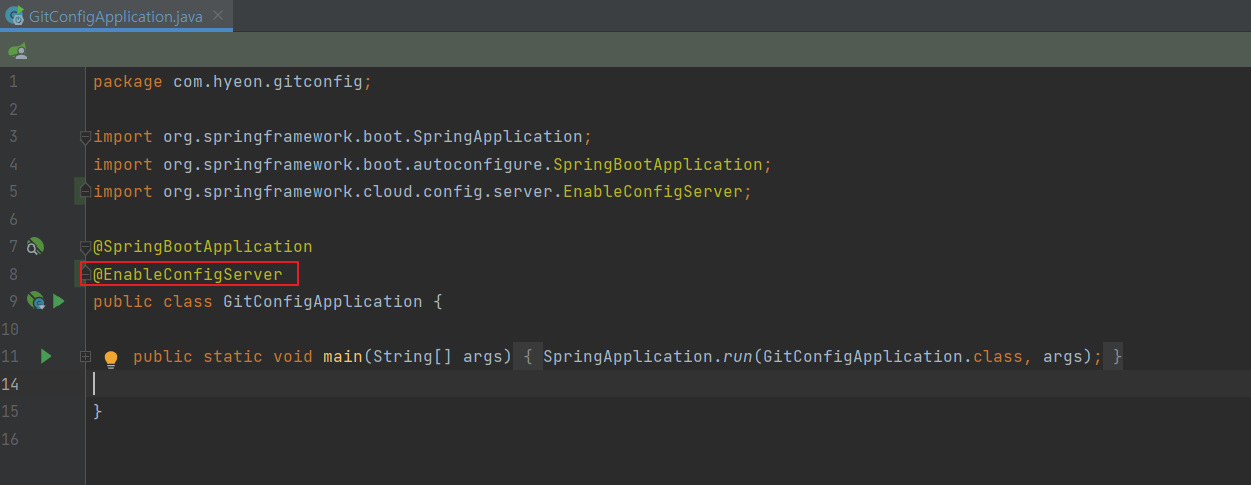 GitConfigApplication.java
1 package com.hyeon.gitconfig;
2
3 import org.springframework.boot.SpringApplication;
4 import org.springframework.boot.autoconfigure.SpringBootApplication;
5 import org.springframework.cloud.config.server.EnableConfigServer;
6
7 @SpringBootApplication
8 @EnableConfigServer
9 public class GitConfigApplication {
10
11 public static void main(String[] args) { SpringApplication.run(GitConfigApplication.class, args); }
14
15 }
16